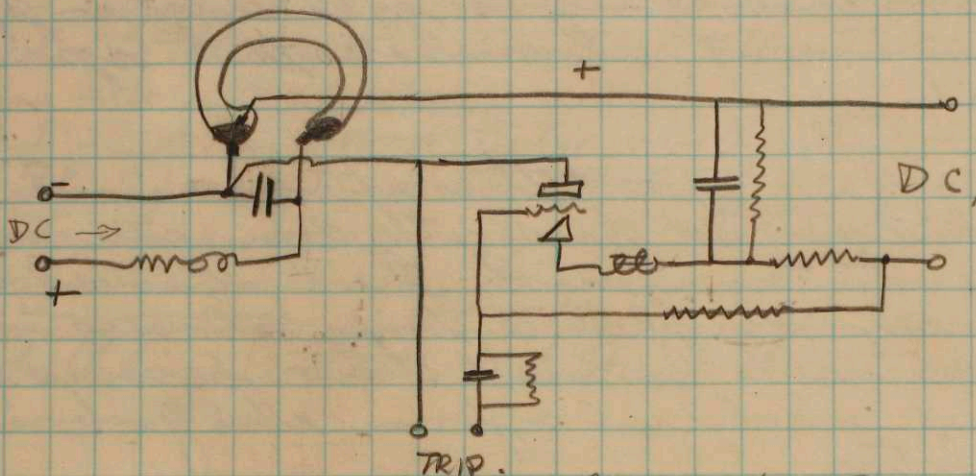 +
-
DC →
DC
+
TRIP.